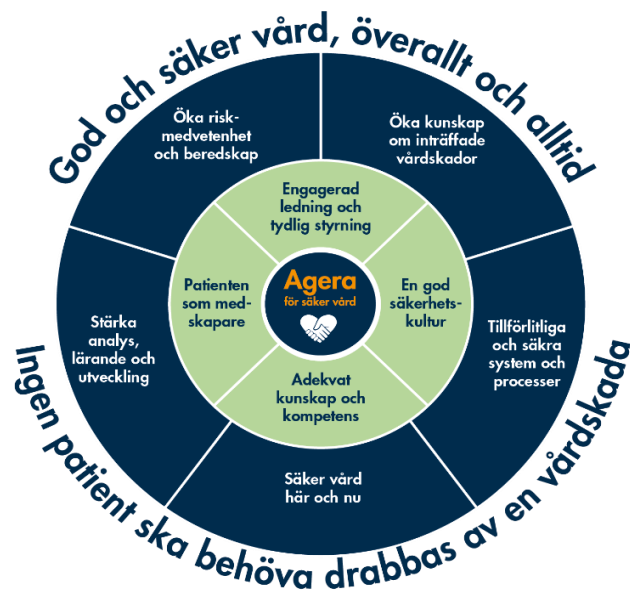 God och säker vård, överallt och alltid
Öka risk-
medvetenhet
och beredskap
Öka kunskap
om inträffade
vårdskador
Engagerad
ledning och
tydlig styrning
Patienten
som med-
skapare
Agera
för säker vård
En god
säkerhets-
kultur
Stärka
analys,
lärande och
utveckling
Tillförlitliga
och säkra
system och
processer
Adekvat
kunskap och
kompetens
Säker vård
här och nu
Ingen patient ska behöva drabbas av en vårdskada